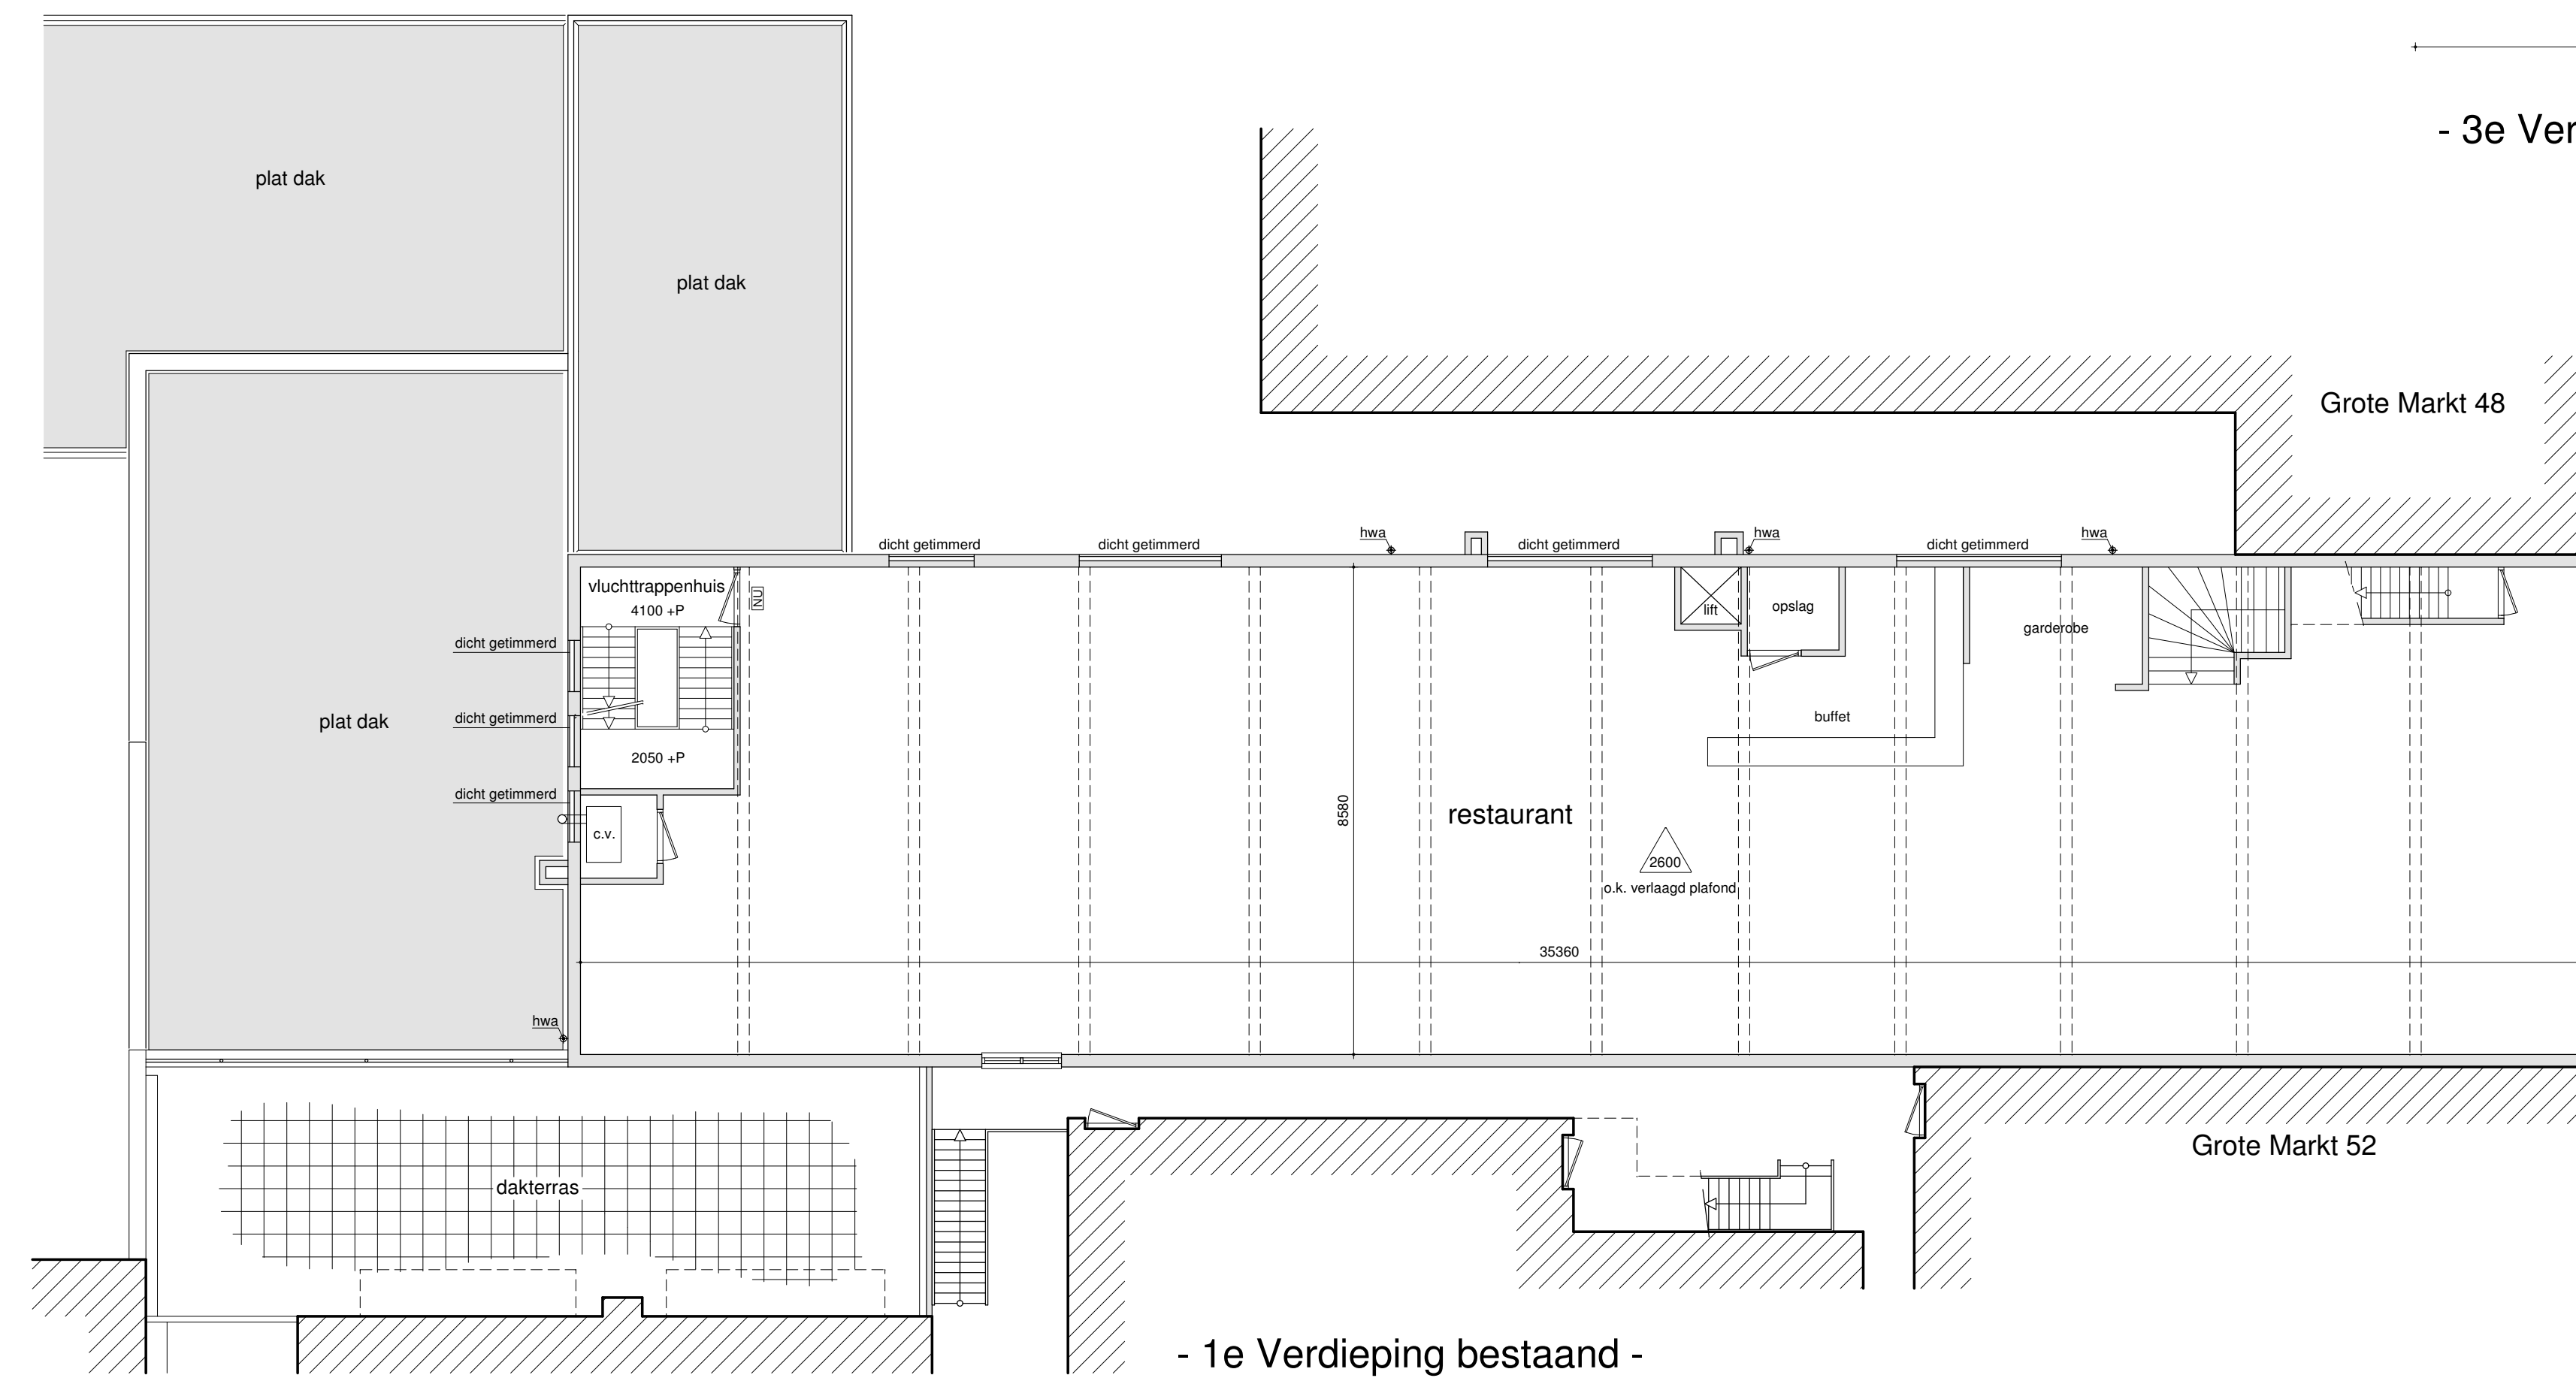 - 3e Ver
plat dak
plat dak
Grote Markt 48
hwa
hwa
hwa
dicht getimmerd
dicht getimmerd
dicht getimmerd
dicht getimmerd
vluchttrappenhuis
4100 +P
NU
lift
opslag
garderobe
dicht getimmerd
plat dak
dicht getimmerd
buffet
2050 +P
dicht getimmerd
c.v.
8580
restaurant
2600
o.k. verlaagd plafond
35360
hwa
Grote Markt 52
dakterras
- 1e Verdieping bestaand -